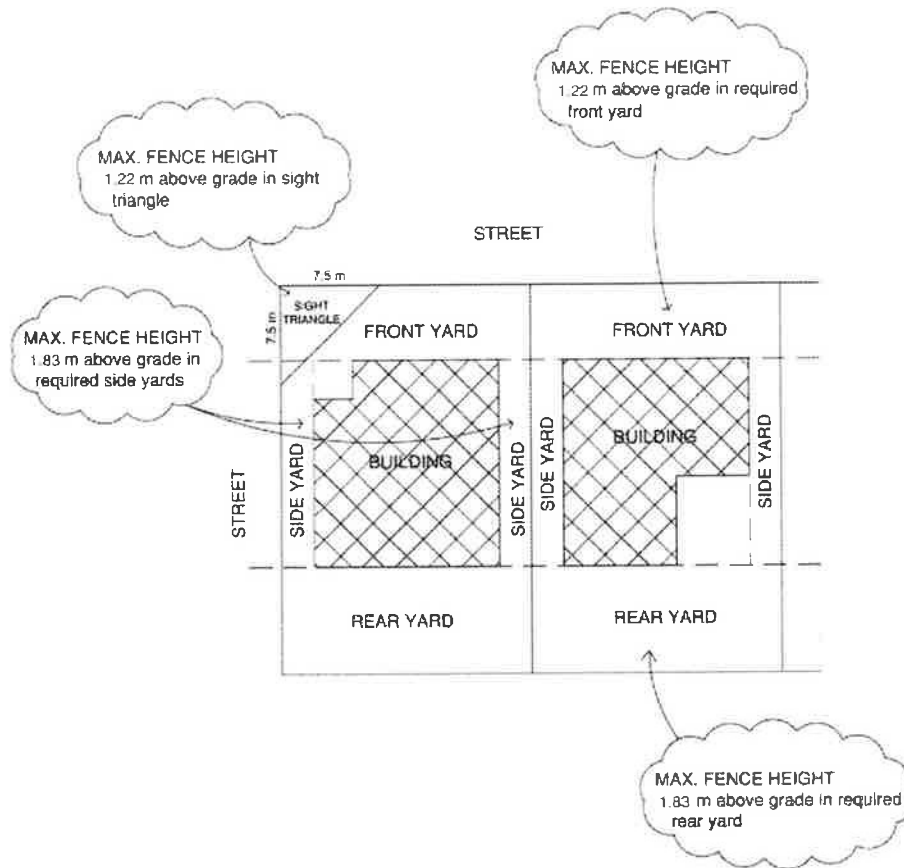 MAX. FENCE HEIGHT
1.22 m above grade in required
front yard
MAX. FENCE HEIGHT
1.22 m above grade in sight
triangle
STREET
7.5 m
7.5 m
SIGHT
TRIANGLE
FRONT YARD
FRONT YARD
MAX. FENCE HEIGHT
1.83 m above grade in
required side yards
STREET
SIDE YARD
BUILDING
SIDE YARD
SIDE YARD
BUILDING
SIDE YARD
REAR YARD
REAR YARD
MAX. FENCE HEIGHT
1.83 m above grade in required
rear yard